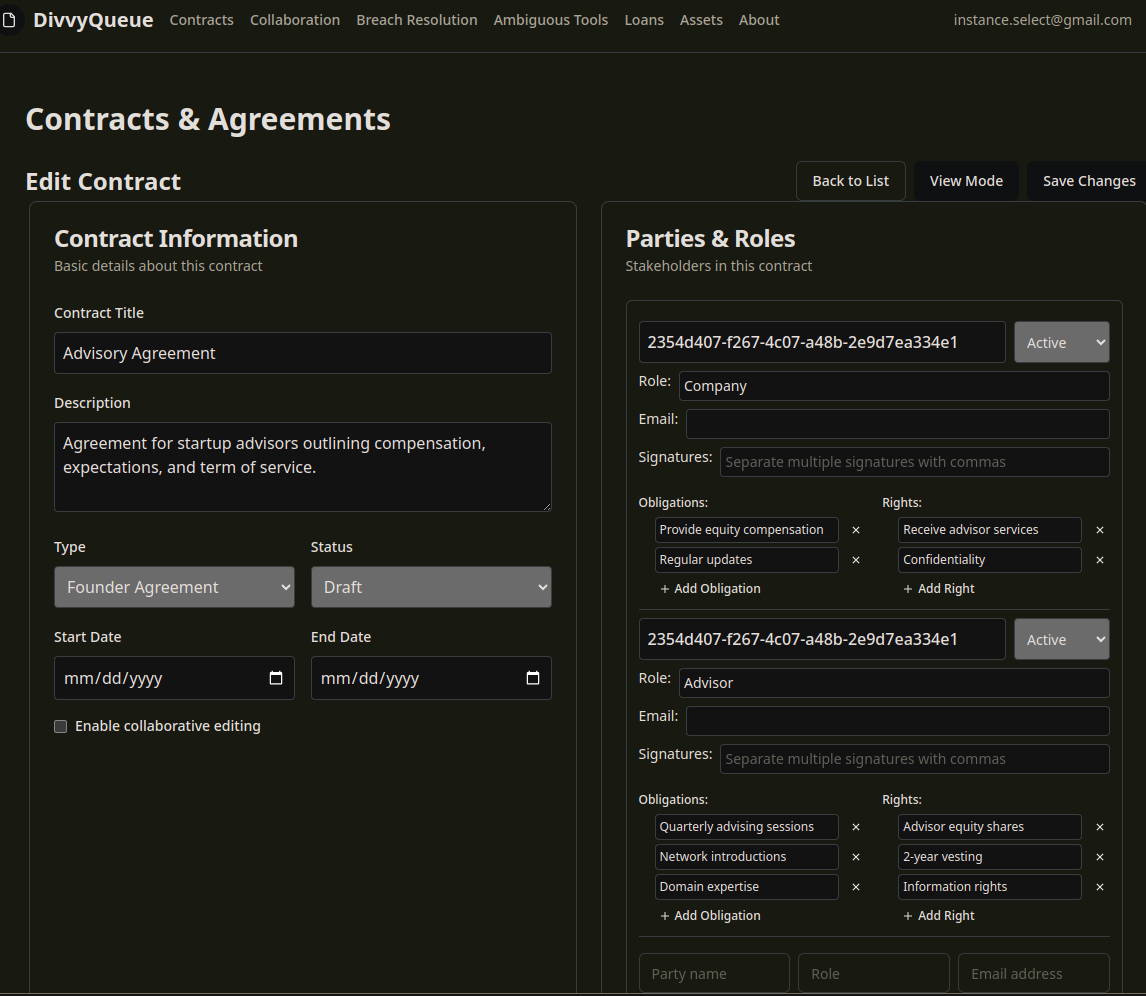 DivvyQueue Contracts Collaboration Breach Resolution Ambiguous Tools Loans Assets About instance.select@gmail.com
Contracts & Agreements
Edit Contract
Back to List View Mode Save Changes
Contract Information
Basic details about this contract
Contract Title
Advisory Agreement
Description
Agreement for startup advisors outlining compensation,
expectations, and term of service.
Type Status
Founder Agreement Draft
Start Date End Date
mm/dd/yyyy mm/dd/yyyy
Enable collaborative editing
Parties & Roles
Stakeholders in this contract
2354d407-f267-4c07-a48b-2e9d7ea334e1 Active
Role: Company
Email:
Signatures: Separate multiple signatures with commas
Obligations: Rights:
Provide equity compensation × Receive advisor services ×
Regular updates × Confidentiality ×
+ Add Obligation + Add Right
2354d407-f267-4c07-a48b-2e9d7ea334e1 Active
Role: Advisor
Email:
Signatures: Separate multiple signatures with commas
Obligations: Rights:
Quarterly advising sessions × Advisor equity shares ×
Network introductions × 2-year vesting ×
Domain expertise × Information rights ×
+ Add Obligation + Add Right
Party name Role Email address